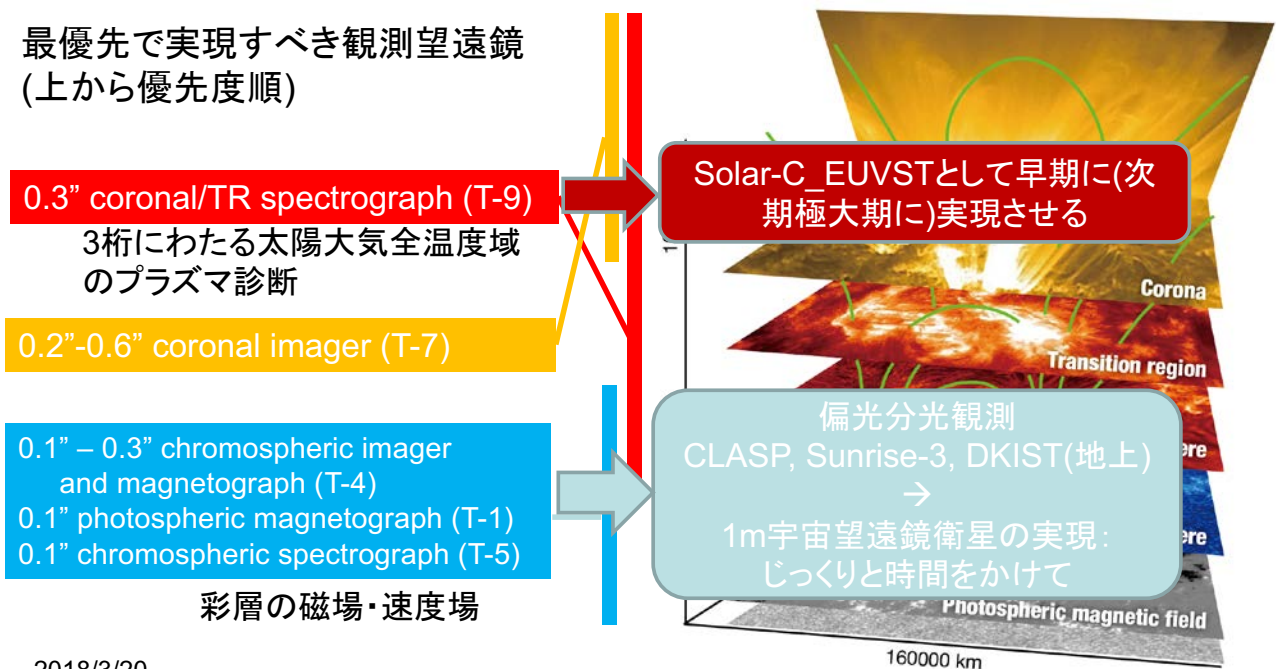 最優先で実現すべき観測望遠鏡
(上から優先度順)
0.3” coronal/TR spectrograph (T-9)
3桁にわたる太陽大気全温度域
のプラズマ診断
0.2”-0.6” coronal imager (T-7)
0.1” – 0.3” chromospheric imager
and magnetograph (T-4)
0.1” photospheric magnetograph (T-1)
0.1” chromospheric spectrograph (T-5)
彩層の磁場・速度場
Solar-C_EUVSTとして早期に(次
期極大期に)実現させる
Corona
Transition region
偏光分光観測
CLASP, Sunrise-3, DKIST(地上)
→
1m宇宙望遠鏡衛星の実現：
じっくりと時間をかけて
Photospheric magnetic field
160000 km
2018/3/20